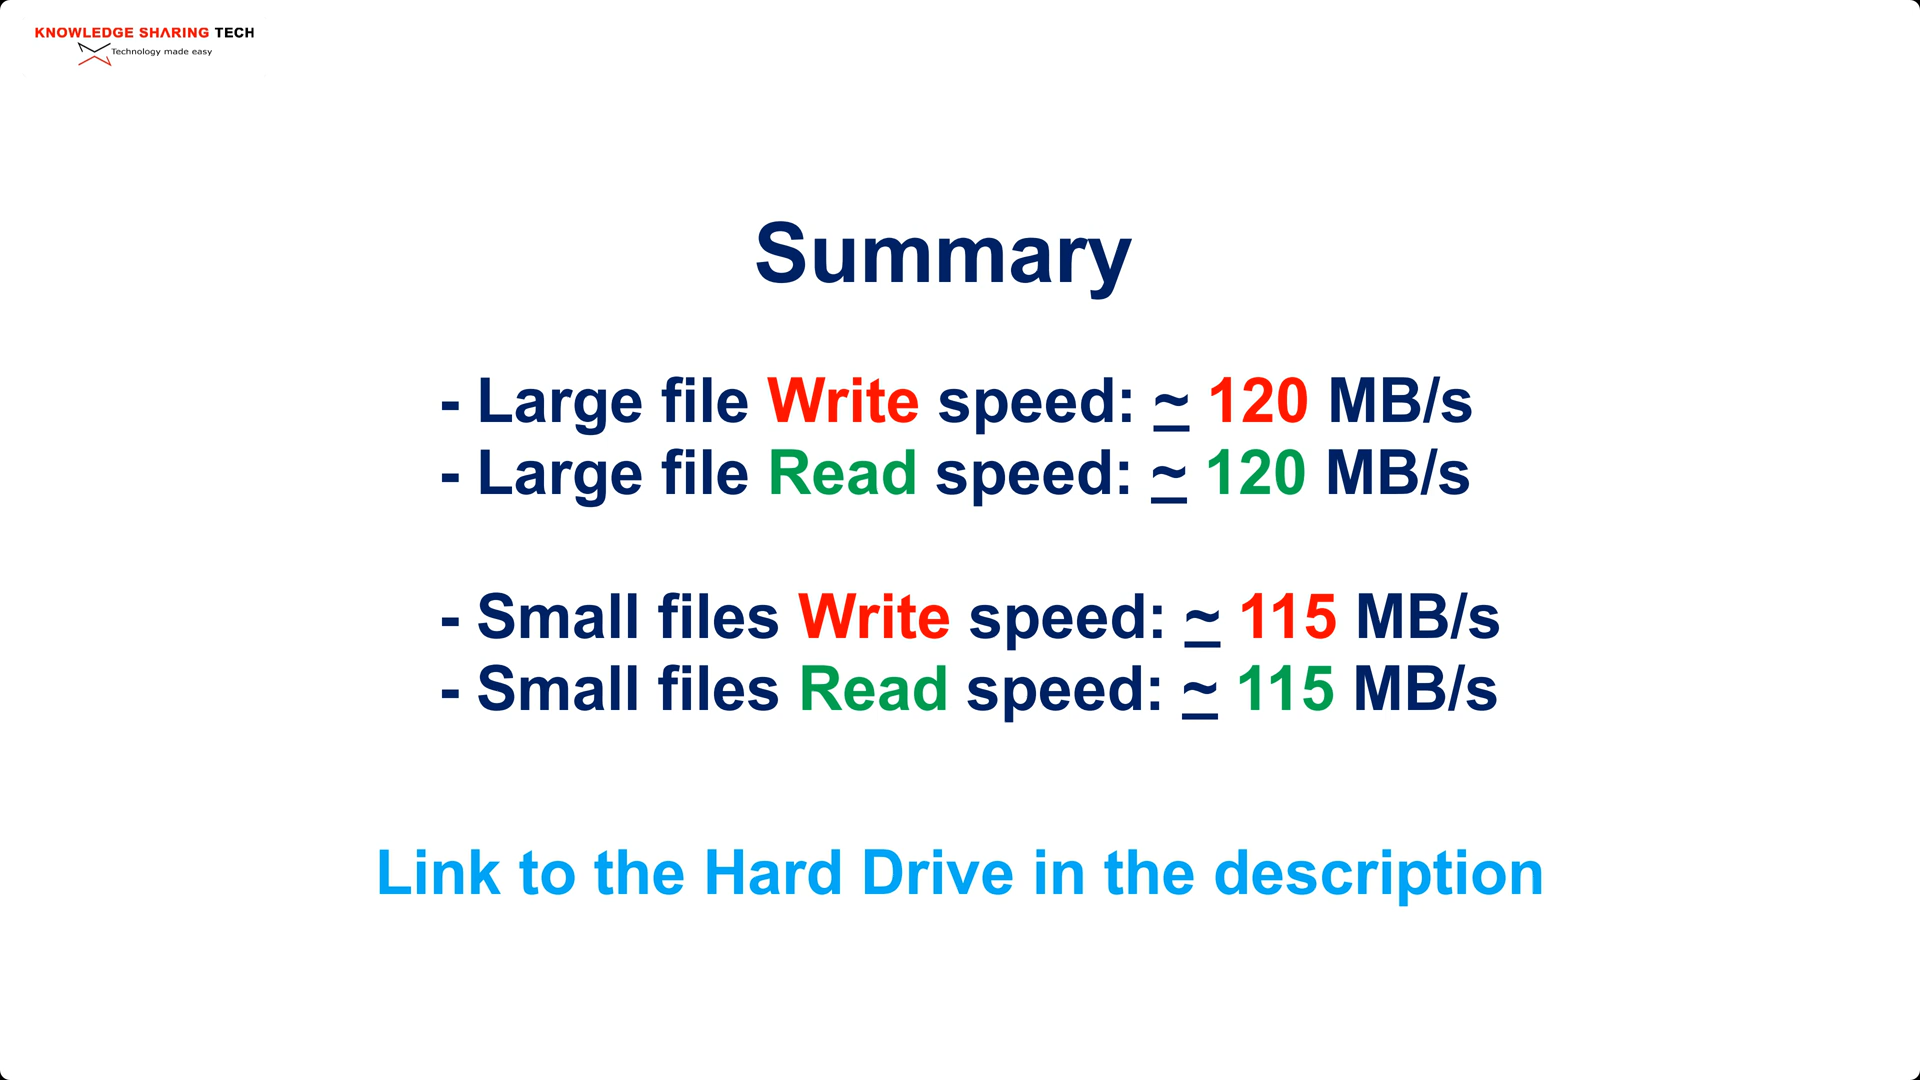 KNOWLEDGE SHARING TECH
Technology made easy
Summary
- Large file Write speed: ≃ 120 MB/s
- Large file Read speed: ≃ 120 MB/s
- Small files Write speed: ≃ 115 MB/s
- Small files Read speed: ≃ 115 MB/s
Link to the Hard Drive in the description